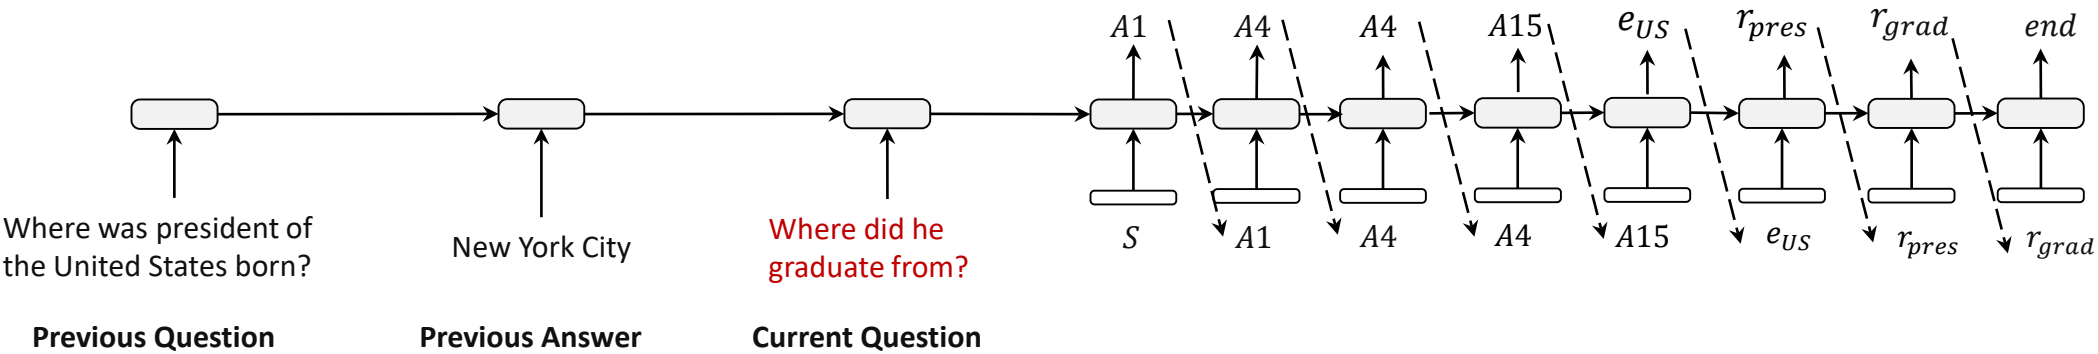 A1 A4 A4 A15 e_US r_pres r_grad end
Where was president of
the United States born?
New York City
Where did he
graduate from?
S A1 A4 A4 A15 e_US r_pres r_grad
Previous Question
Previous Answer
Current Question